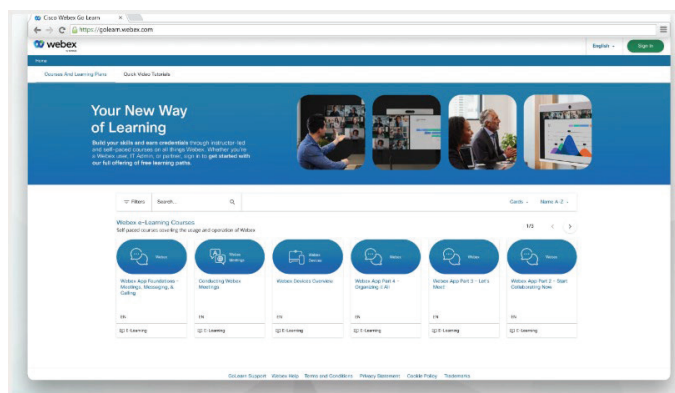 Cisco Webex Go Learn
https://golearn.webex.com
webex
English
Sign In
Home
Courses And Learning Plans
Quick Video Tutorials
Your New Way
of Learning
Build your skills and earn credentials through instructor-led
and self-paced courses on all things Webex. Whether you're
a Webex user, IT Admin, or partner, sign in to get started with
our full offering of free learning paths.
Filters
Search...
Cards
Name A-Z
Webex e-Learning Courses
Self paced courses covering the usage and operation of Webex
1/3
Webex
Webex Meetings
Webex Devices
Webex
Webex
Webex
Webex App Foundations -
Meetings, Messaging, &
Calling
Conducting Webex
Meetings
Webex Devices Overview
Webex App Part 4 -
Organizing (+ AI)
Webex App Part 3 - Let's
Meet
Webex App Part 2 - Start
Collaborating Now
EN
EN
EN
EN
EN
E-Learning
E-Learning
E-Learning
E-Learning
E-Learning
E-Learning
GoLearn Support
Webex Help
Terms and Conditions
Privacy Statement
Cookie Policy
Trademarks